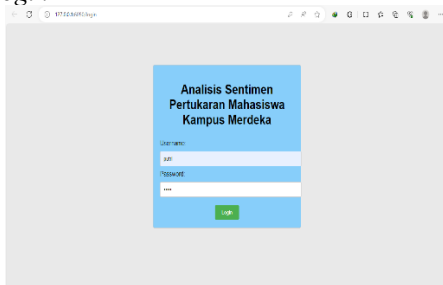 Analisis Sentimen
Pertukaran Mahasiswa
Kampus Merdeka
Username:
Password:
Login